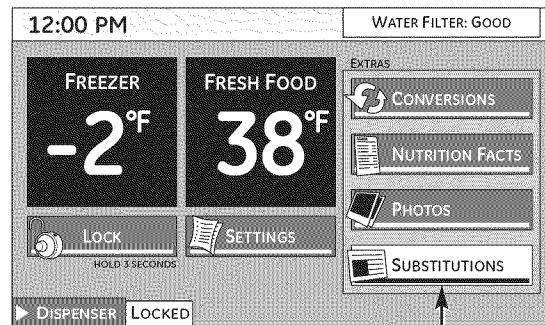 12:00 PM
WATER FILTER: GOOD
FREEZER
-2°F
FRESH FOOD
38°F
EXTRAS
CONVERSIONS
NUTRITION FACTS
PHOTOS
SUBSTITUTIONS
LOCK
HOLD 3 SECONDS
SETTINGS
DISPENSER LOCKED